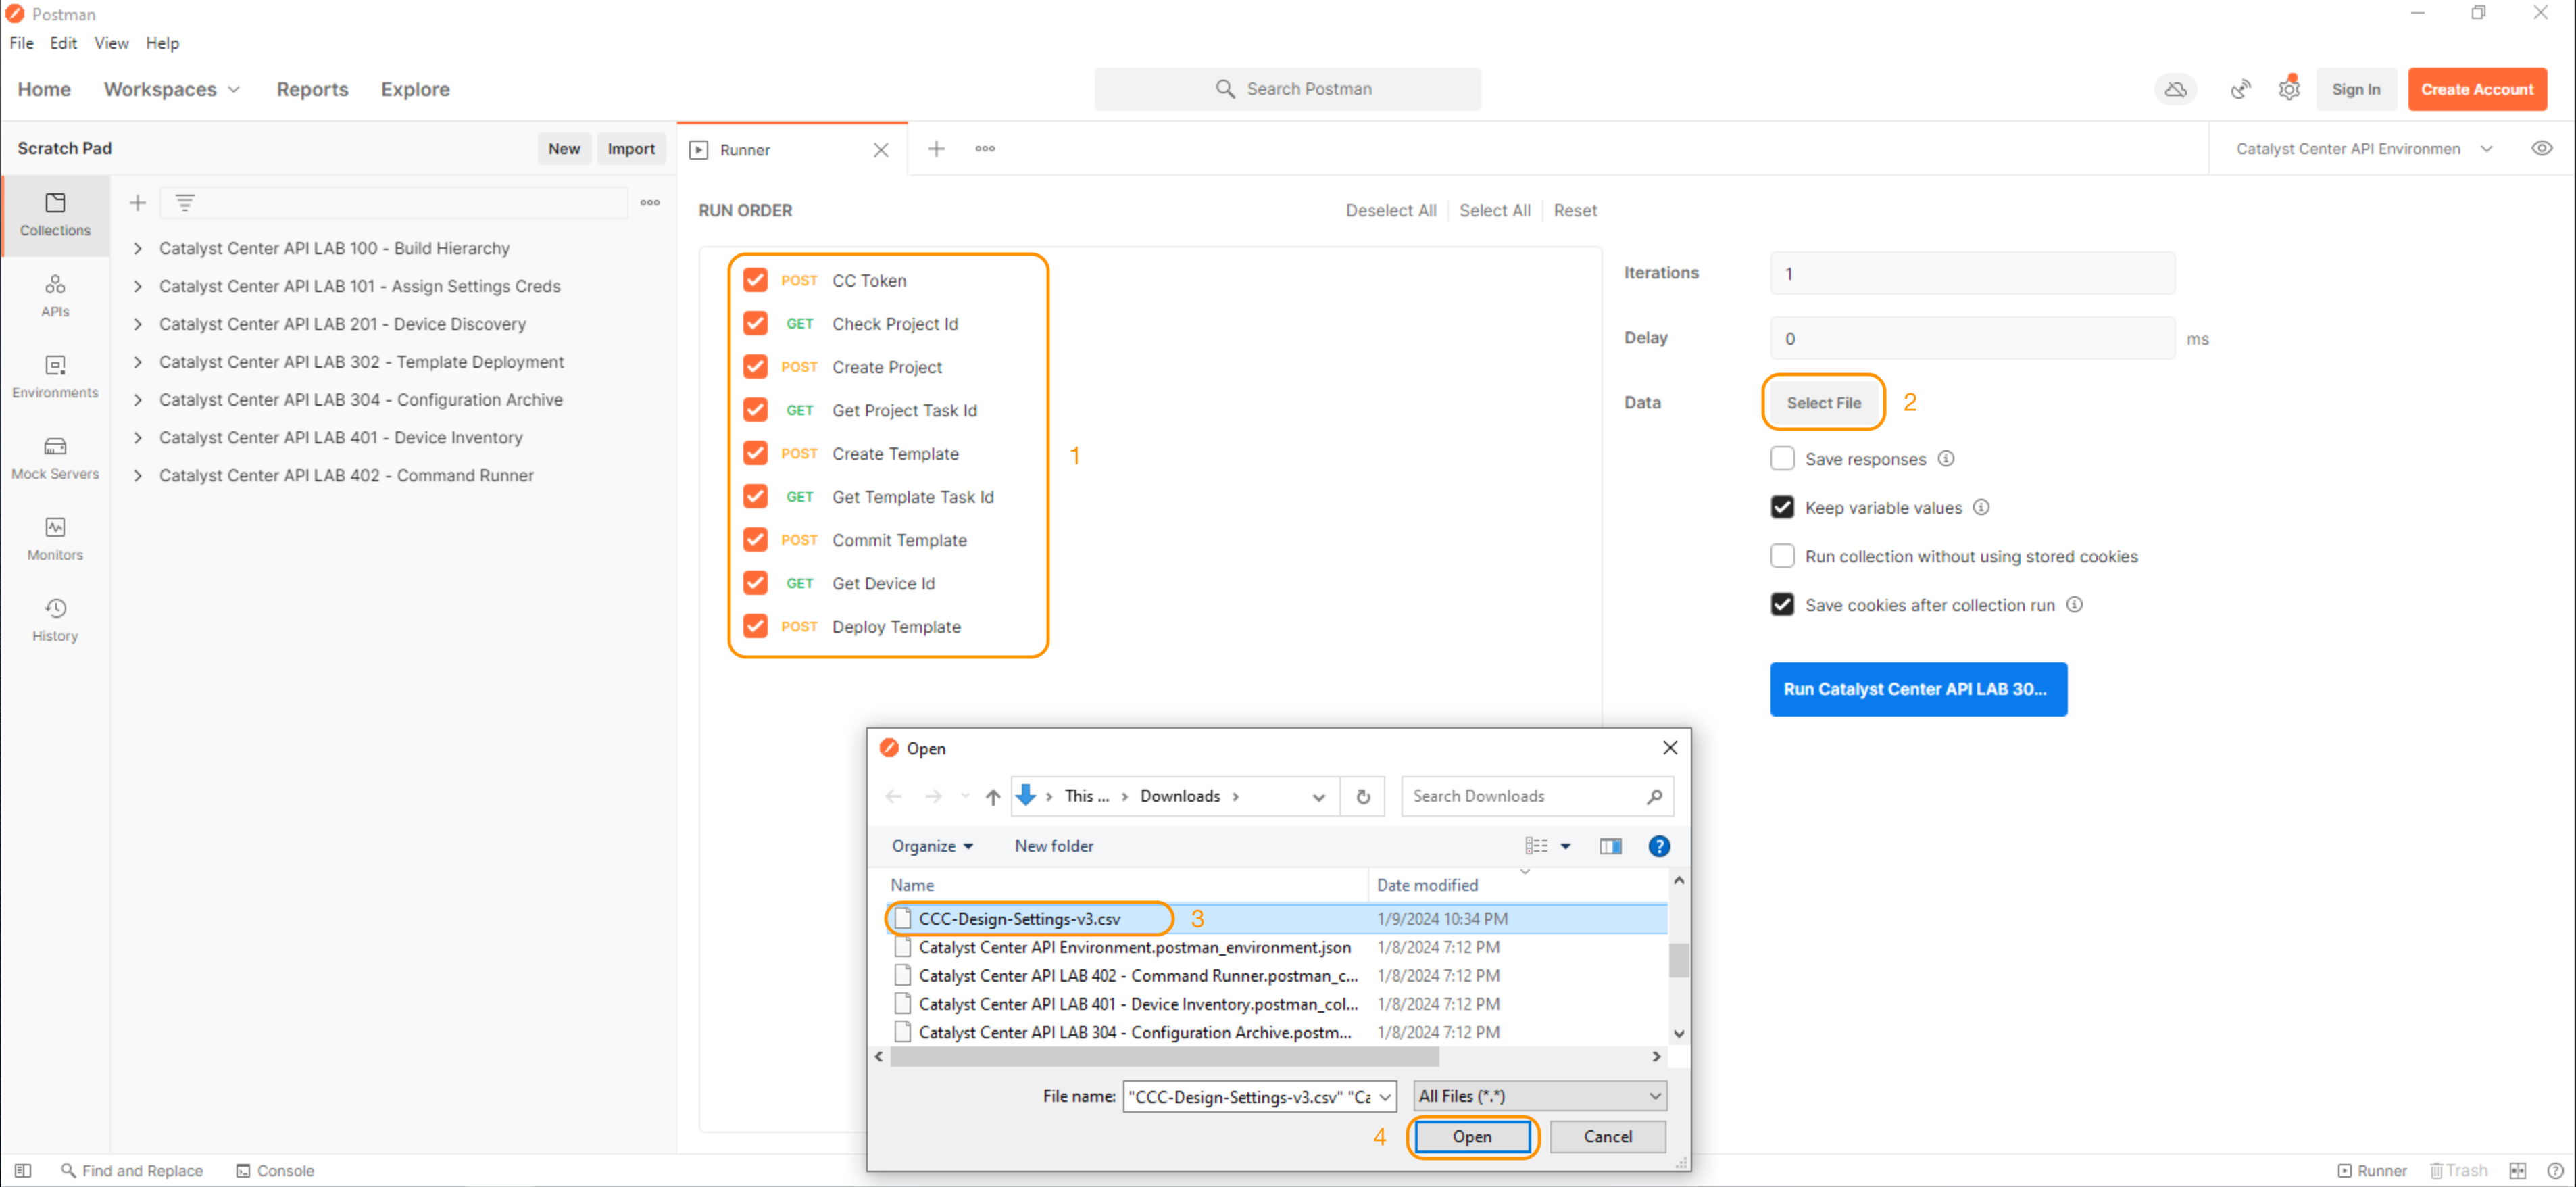 Postman
File Edit View Help
Home Workspaces Reports Explore Search Postman Sign In Create Account
Scratch Pad New Import Runner Catalyst Center API Environmen
Collections
APIs
Environments
Mock Servers
Monitors
History
Catalyst Center API LAB 100 - Build Hierarchy
Catalyst Center API LAB 101 - Assign Settings Creds
Catalyst Center API LAB 201 - Device Discovery
Catalyst Center API LAB 302 - Template Deployment
Catalyst Center API LAB 304 - Configuration Archive
Catalyst Center API LAB 401 - Device Inventory
Catalyst Center API LAB 402 - Command Runner
RUN ORDER Deselect All Select All Reset
POST CC Token
GET Check Project Id
POST Create Project
GET Get Project Task Id
POST Create Template
1
GET Get Template Task Id
POST Commit Template
GET Get Device Id
POST Deploy Template
Iterations 1
Delay 0 ms
Data Select File 2
Save responses
Keep variable values
Run collection without using stored cookies
Save cookies after collection run
Run Catalyst Center API LAB 30...
Open
This ... Downloads Search Downloads
Organize New folder
Name Date modified
CCC-Design-Settings-v3.csv 3 1/9/2024 10:34 PM
Catalyst Center API Environment.postman_environment.json 1/8/2024 7:12 PM
Catalyst Center API LAB 402 - Command Runner.postman_c... 1/8/2024 7:12 PM
Catalyst Center API LAB 401 - Device Inventory.postman_col... 1/8/2024 7:12 PM
Catalyst Center API LAB 304 - Configuration Archive.postm... 1/8/2024 7:12 PM
File name: "CCC-Design-Settings-v3.csv" "Ca All Files (*.*)
4 Open Cancel
Find and Replace Console Runner Trash